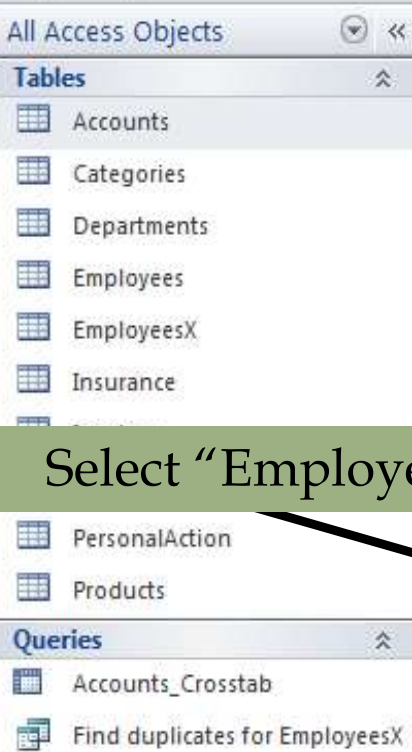 All Access Objects
Tables
Accounts
Categories
Departments
Employees
EmployeesX
Insurance
Select “Employe
PersonalAction
Products
Queries
Accounts_Crosstab
Find duplicates for EmployeesX